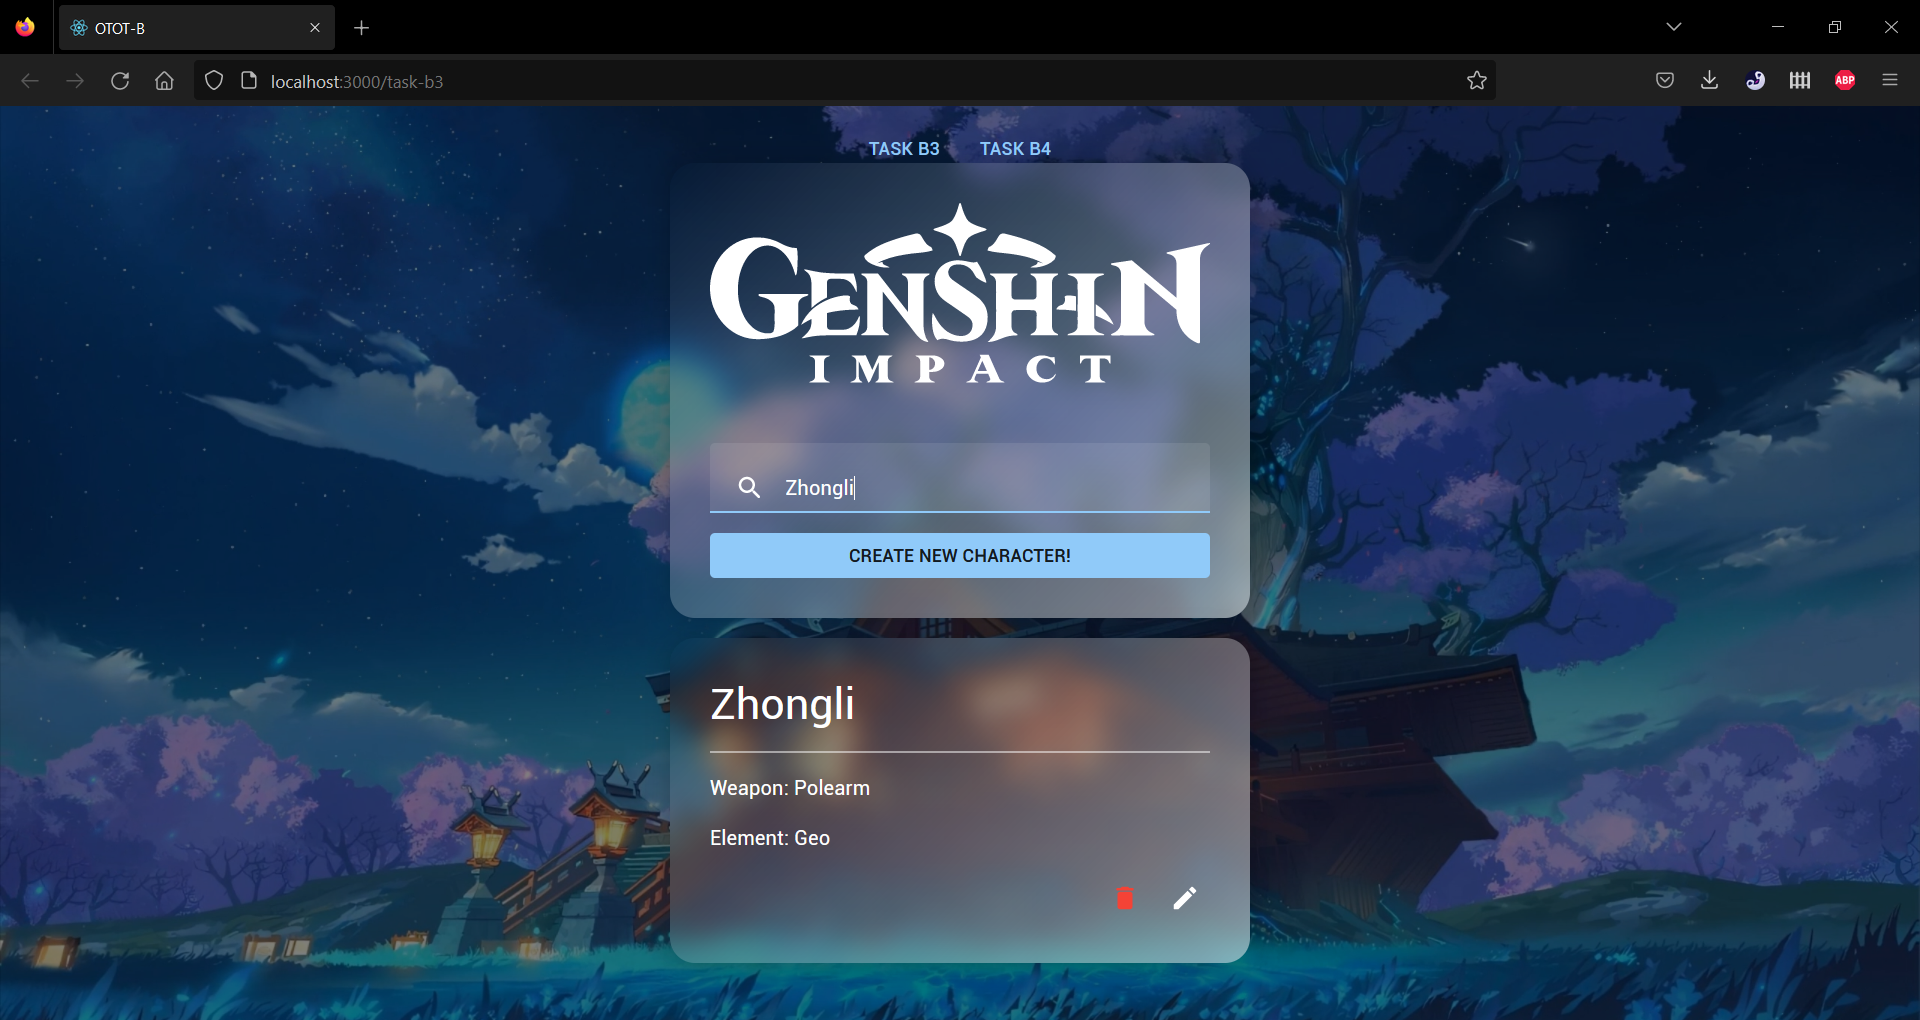 OTOT-B
localhost:3000/task-b3
ABP
TASK B3 TASK B4
GENSHIN
IMPACT
Zhongli
CREATE NEW CHARACTER!
Zhongli
Weapon: Polearm
Element: Geo